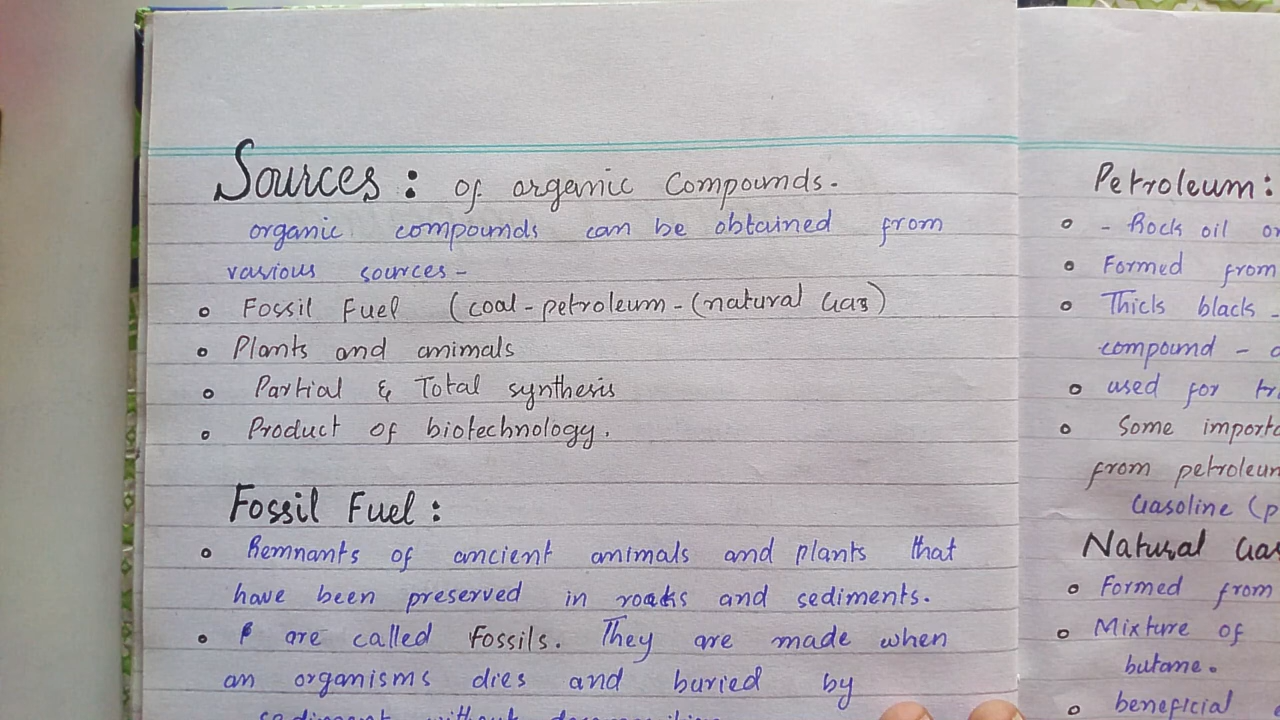 Sources : of organic Compounds.
organic compounds can be obtained from
various sources -
Fossil Fuel (coal - petroleum - (natural Gas)
Plants and animals
Partial & Total synthesis
Product of biotechnology.
Fossil Fuel :
Remnants of ancient animals and plants that
have been preserved in rocks and sediments.
are called Fossils. They are made when
an organisms dies and buried by
sediment without
Petroleum:
- Rock oil or
Formed from
Thick black -
compound -
used for
Some
from
Gasoline (p
Natural Gas
Formed from
Mixture of
butane.
beneficial